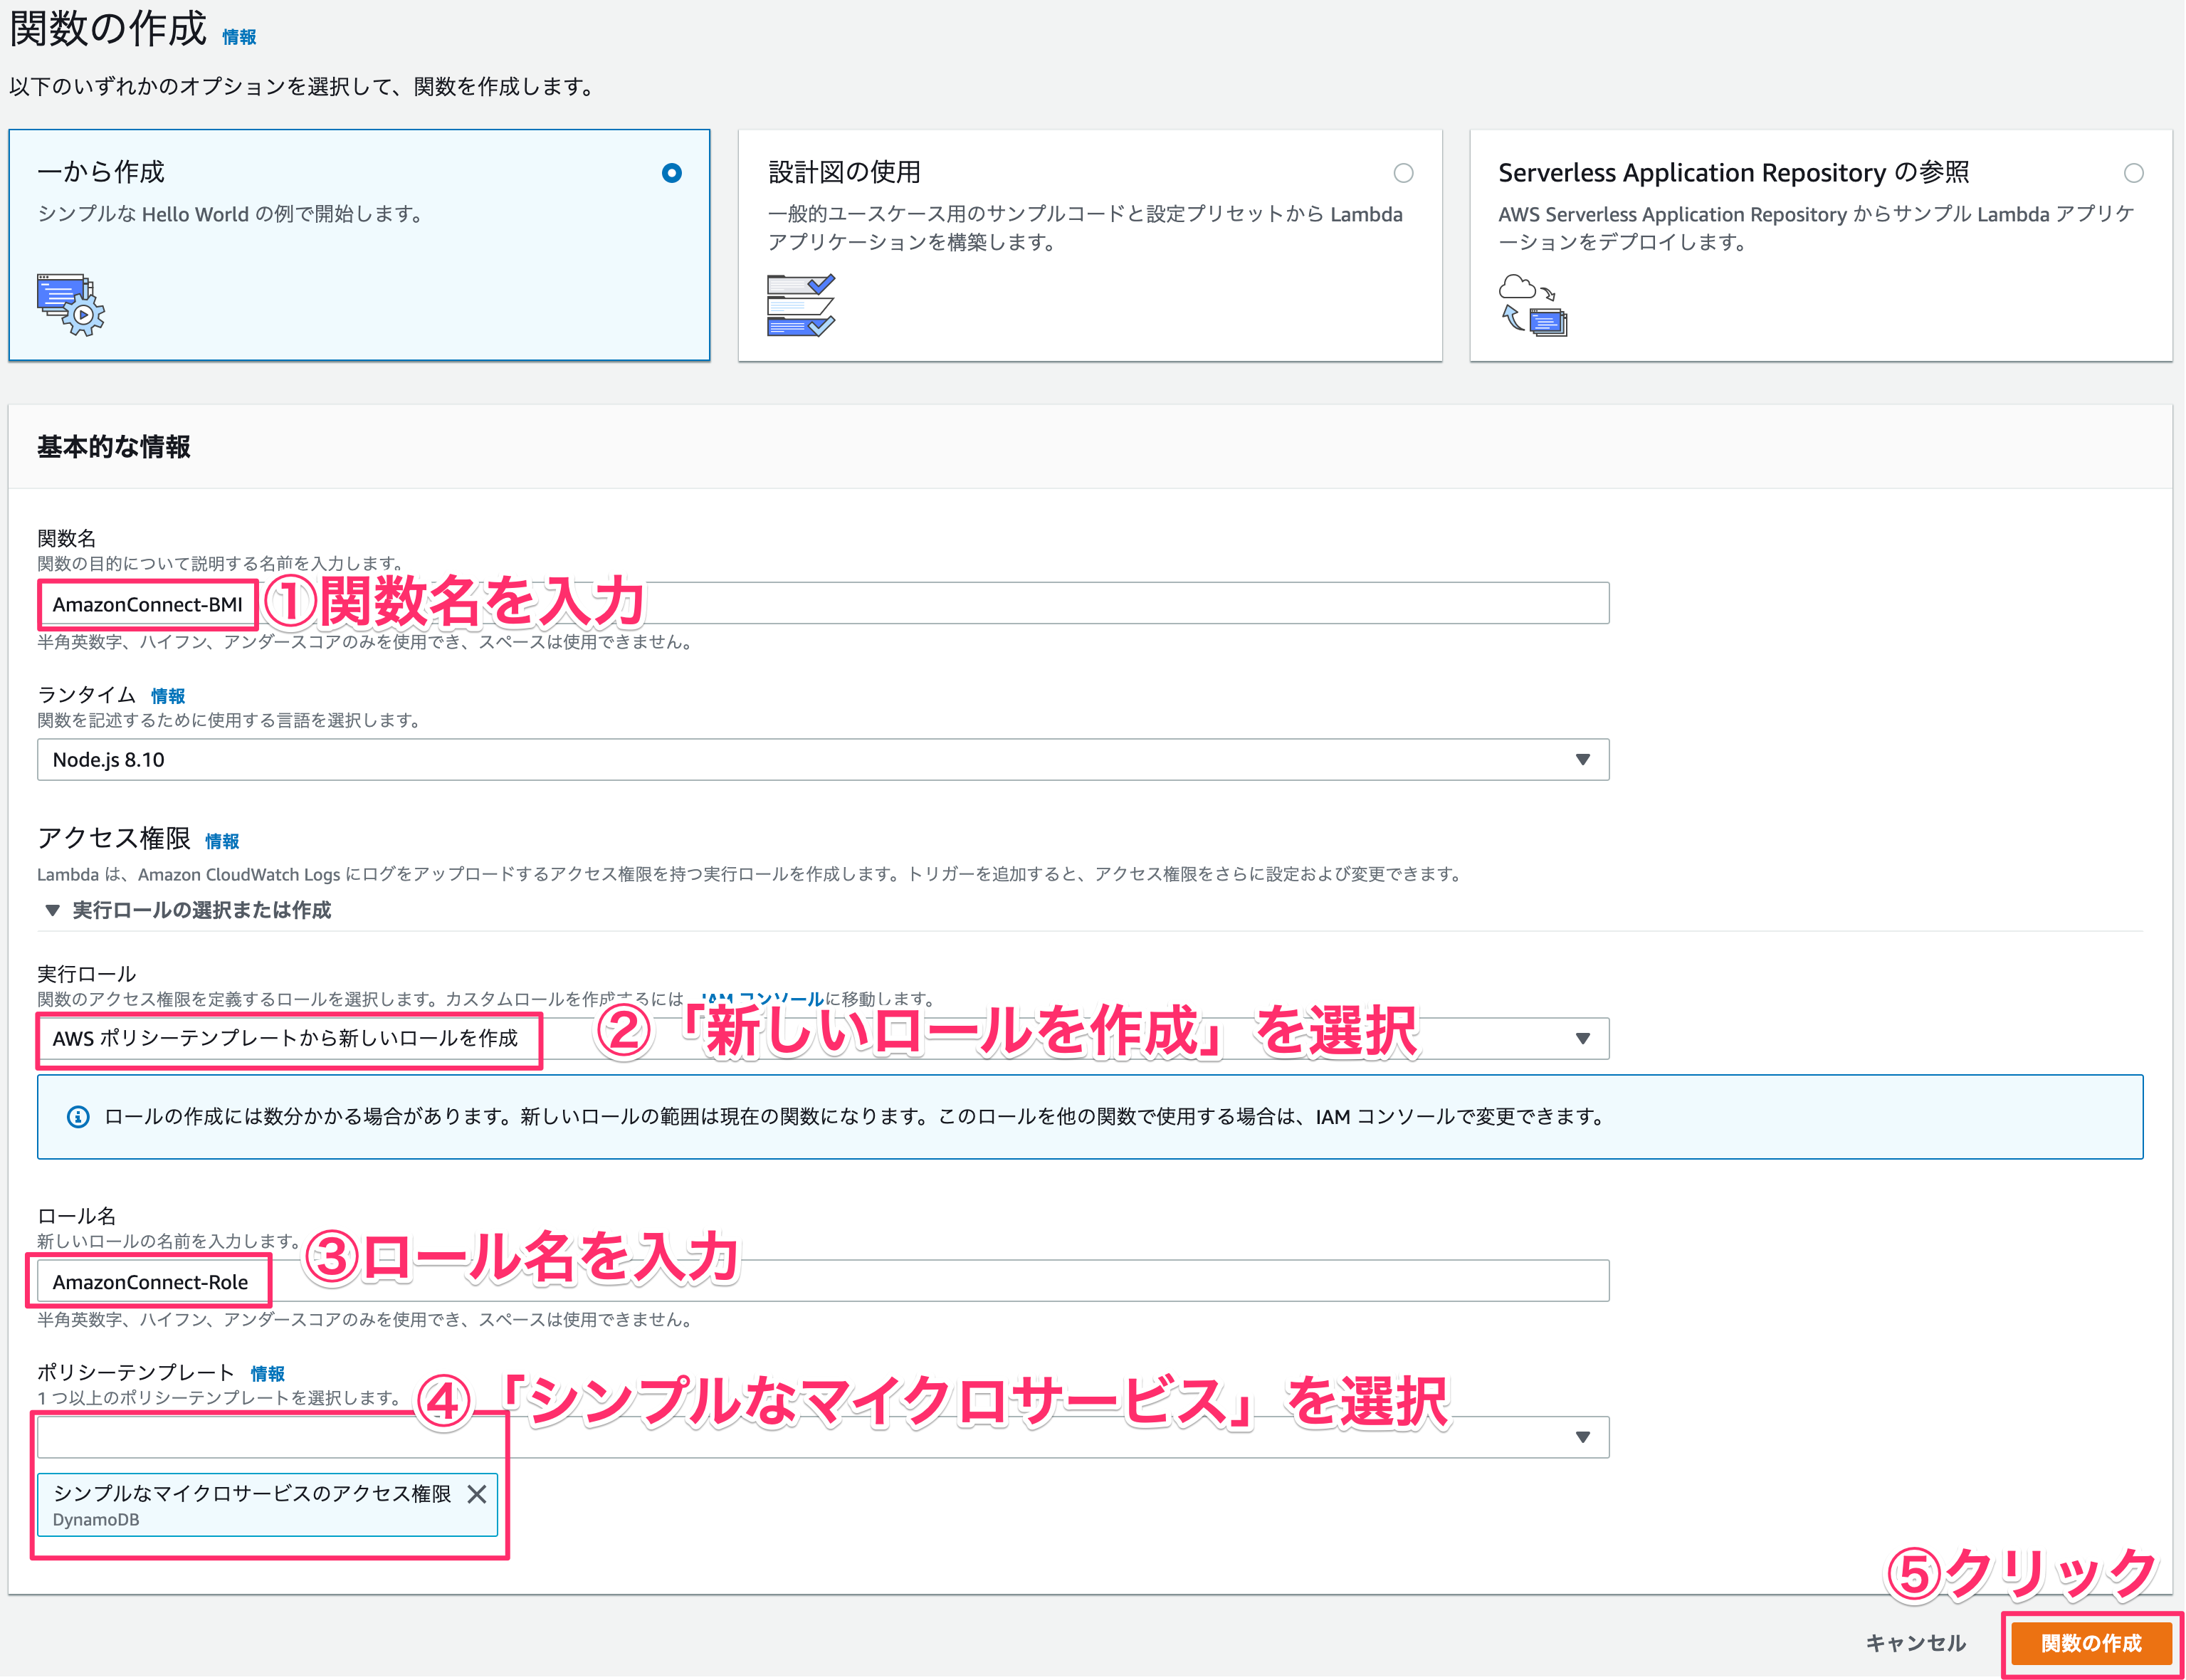 関数の作成 情報
以下のいずれかのオプションを選択して、関数を作成します。
一から作成
シンプルな Hello World の例で開始します。
設計図の使用
一般的ユースケース用のサンプルコードと設定プリセットから Lambda
アプリケーションを構築します。
Serverless Application Repository の参照
AWS Serverless Application Repository からサンプル Lambda アプリケ
ーションをデプロイします。
基本的な情報
関数名
関数の目的について説明する名前を入力します。
AmazonConnect-BMI
①関数名を入力
半角英数字、ハイフン、アンダースコアのみを使用でき、スペースは使用できません。
ランタイム 情報
関数を記述するために使用する言語を選択します。
Node.js 8.10
アクセス権限 情報
Lambda は、Amazon CloudWatch Logs にログをアップロードするアクセス権限を持つ実行ロールを作成します。トリガーを追加すると、アクセス権限をさらに設定および変更できます。
▼ 実行ロールの選択または作成
実行ロール
関数のアクセス権限を定義するロールを選択します。カスタムロールを作成するには、IAM コンソールに移動します。
AWS ポリシーテンプレートから新しいロールを作成
②「新しいロールを作成」を選択
ロールの作成には数分かかる場合があります。新しいロールの範囲は現在の関数になります。このロールを他の関数で使用する場合は、IAM コンソールで変更できます。
ロール名
新しいロールの名前を入力します。
③ロール名を入力
AmazonConnect-Role
半角英数字、ハイフン、アンダースコアのみを使用でき、スペースは使用できません。
ポリシーテンプレート 情報
1 つ以上のポリシーテンプレートを選択します。
④「シンプルなマイクロサービス」を選択
シンプルなマイクロサービスのアクセス権限
DynamoDB
⑤クリック
キャンセル
関数の作成